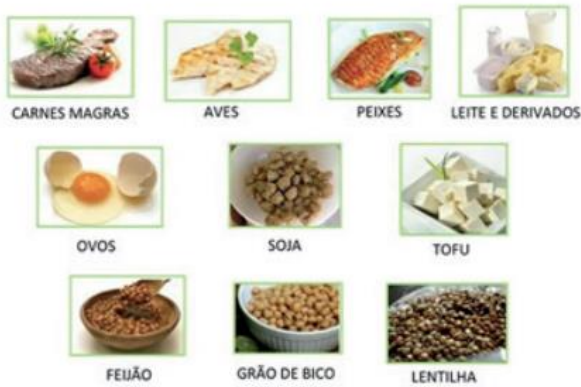 CARNES MAGRAS
AVES
PEIXES
LEITE E DERIVADOS
OVOS
SOJA
TOFU
FEIJÃO
GRÃO DE BICO
LENTILHA